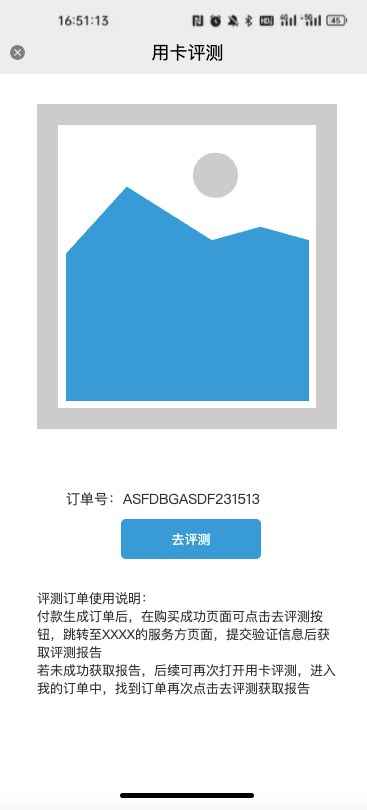 16:51:13
HD 4G 5G 45
用卡评测
订单号：ASFDBGASDF231513
去评测
评测订单使用说明：
付款生成订单后，在购买成功页面可点击去评测按
钮，跳转至XXXX的服务方页面，提交验证信息后获
取评测报告
若未成功获取报告，后续可再次打开用卡评测，进入
我的订单中，找到订单再次点击去评测获取报告